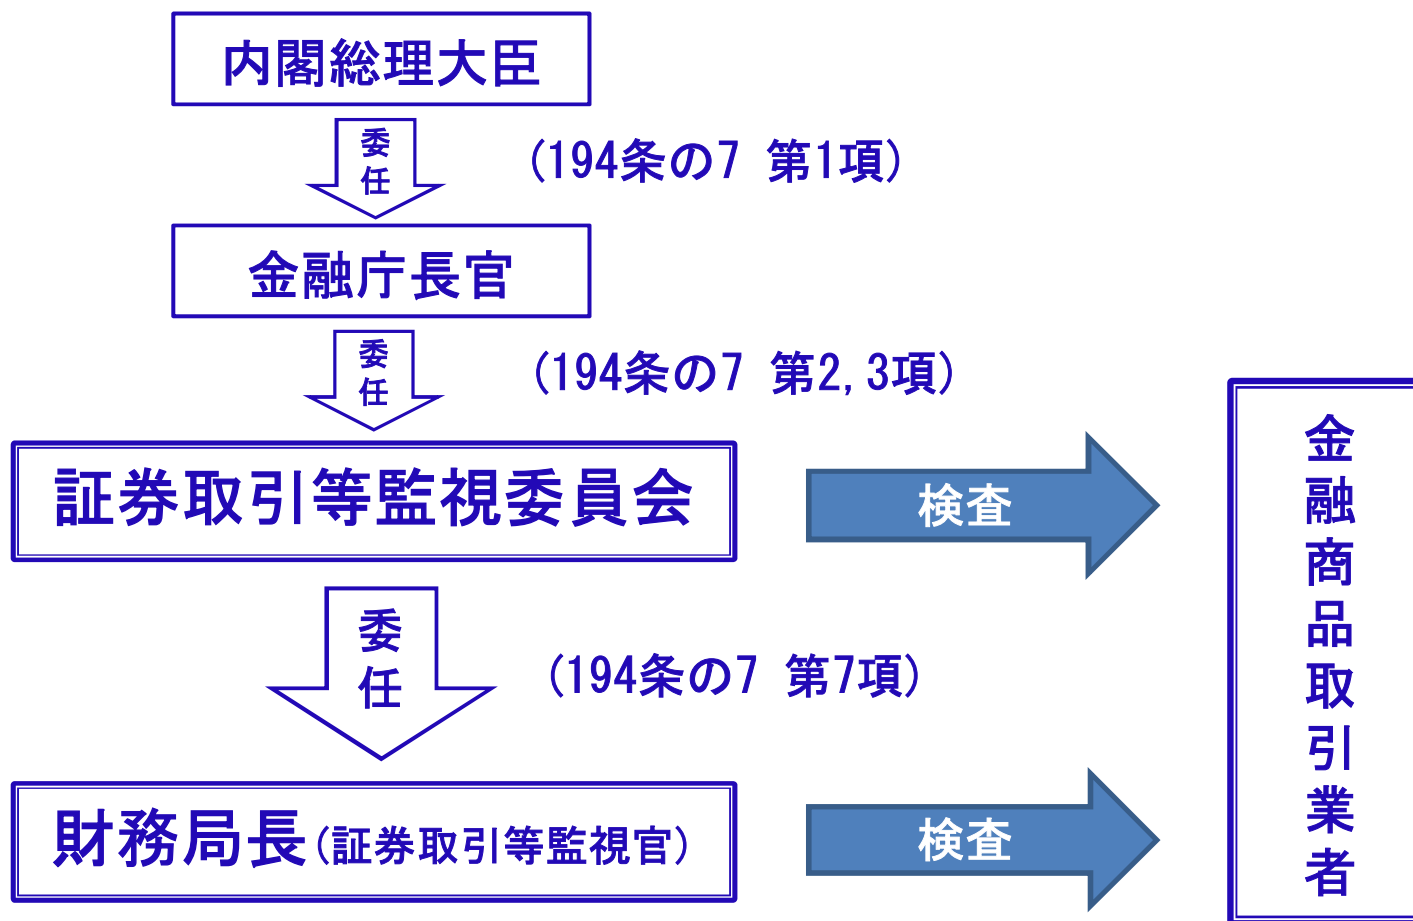 内閣総理大臣
委任
(194条の7 第1項)
金融庁長官
委任
(194条の7 第2,3項)
証券取引等監視委員会
検査
委任
(194条の7 第7項)
財務局長(証券取引等監視官)
検査
金融商品取引業者